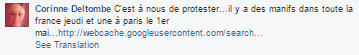 Corinne Deltombe C'est à nous de protester...il y a des manifs dans toute la
france jeudi et une à paris le 1er
mai...http://webcache.googleusercontent.com/search...
See Translation